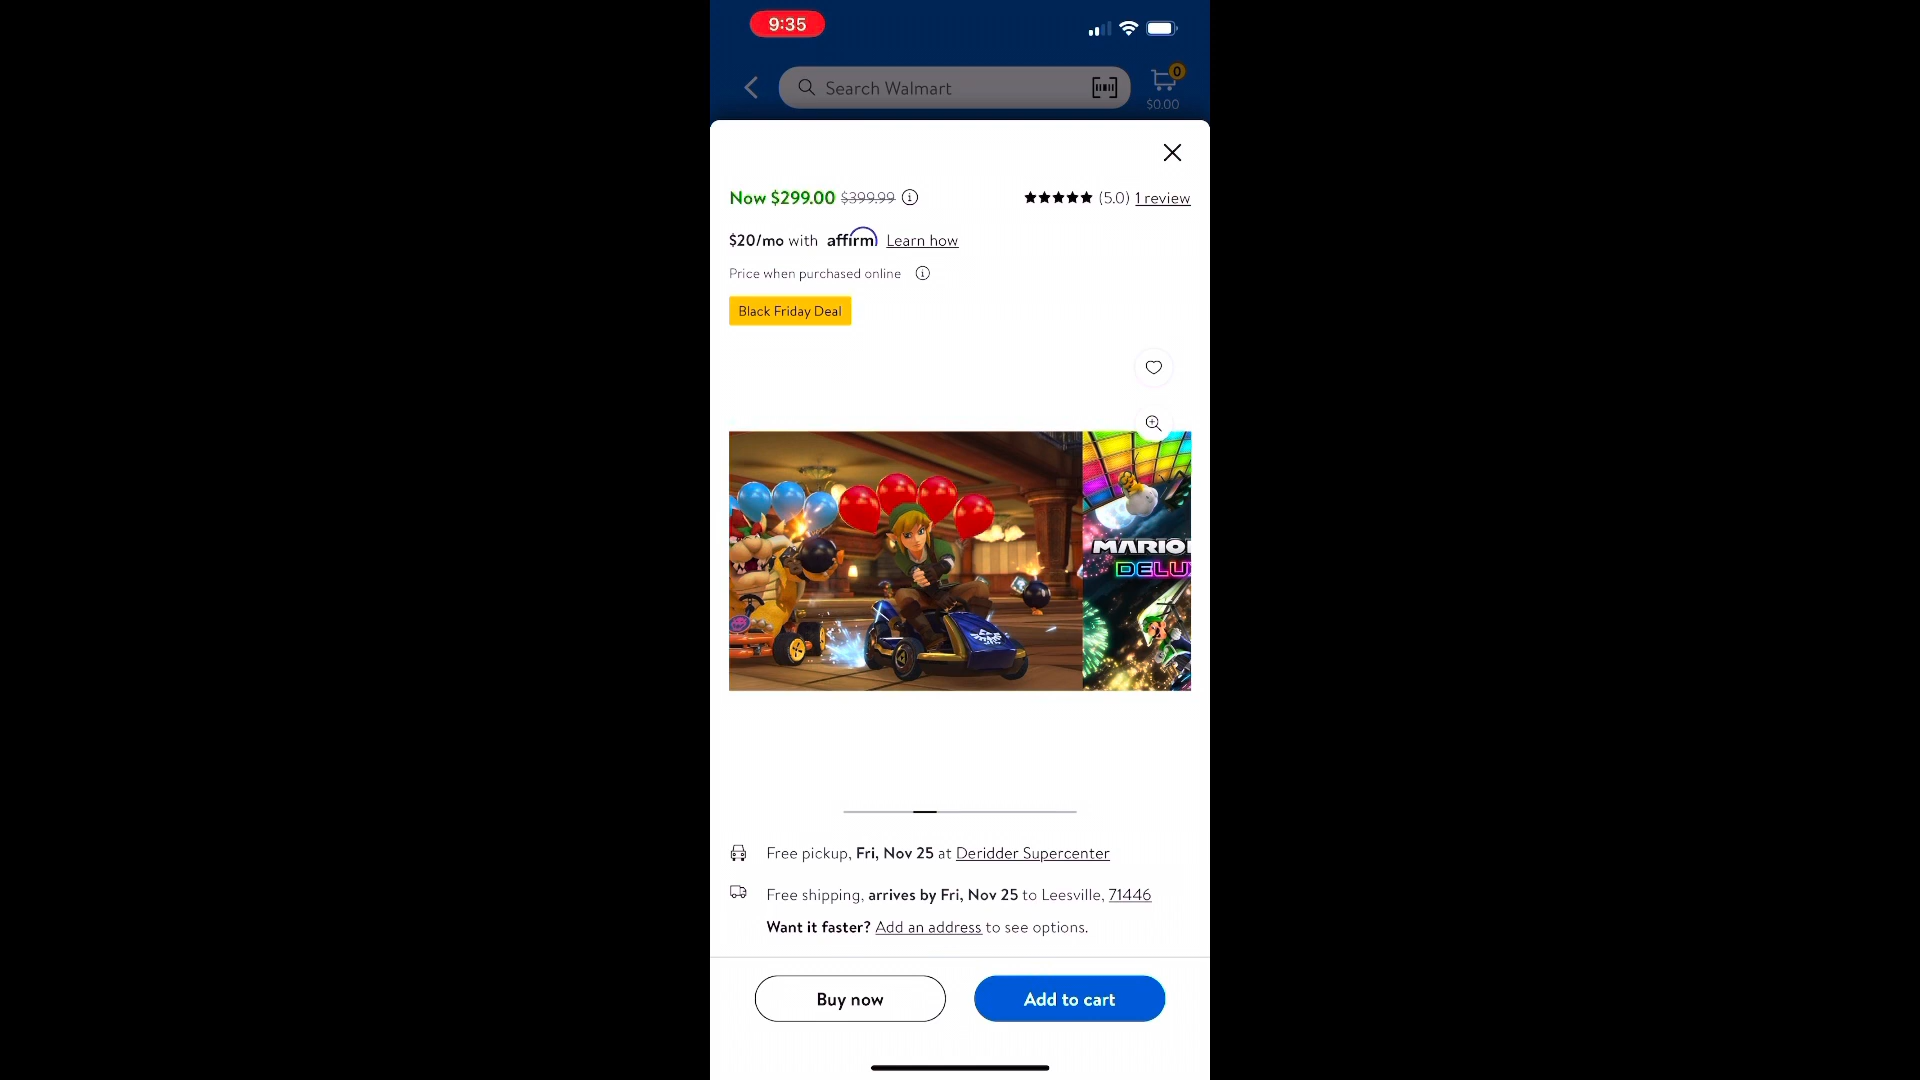 9:35
Search Walmart
0
$0.00
Now $299.00 $399.99 (5.0) 1 review
$20/mo with affirm Learn how
Price when purchased online
Black Friday Deal
MARIO
DELU
Free pickup, Fri, Nov 25 at Deridder Supercenter
Free shipping, arrives by Fri, Nov 25 to Leesville, 71446
Want it faster? Add an address to see options.
Buy now
Add to cart